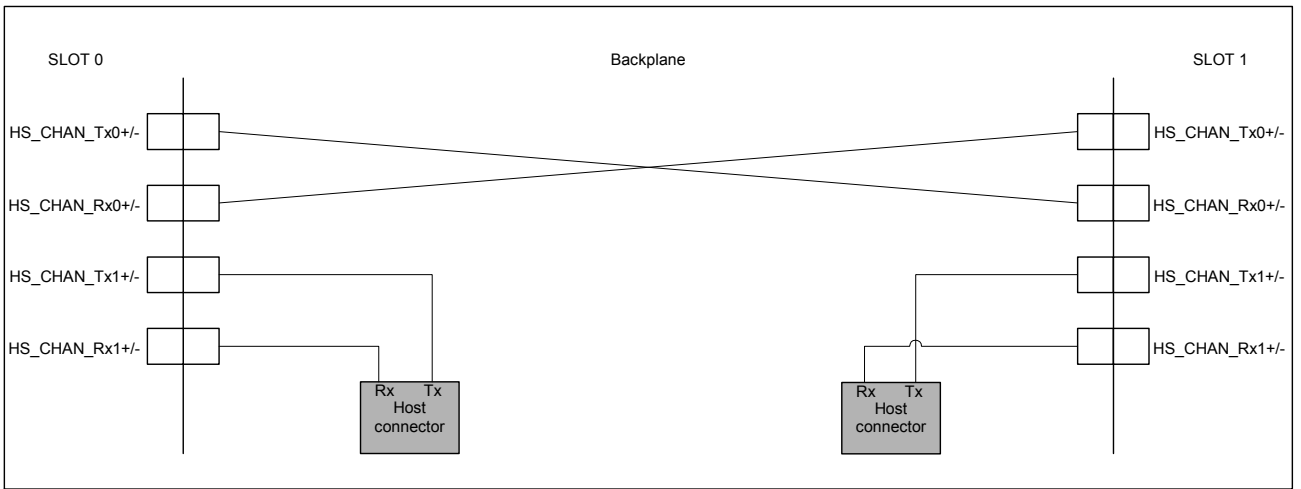 SLOT 0
Backplane
SLOT 1
HS_CHAN_Tx0+/-
HS_CHAN_Tx0+/-
HS_CHAN_Rx0+/-
HS_CHAN_Rx0+/-
HS_CHAN_Tx1+/-
HS_CHAN_Tx1+/-
HS_CHAN_Rx1+/-
HS_CHAN_Rx1+/-
Rx Tx
Host
connector
Rx Tx
Host
connector